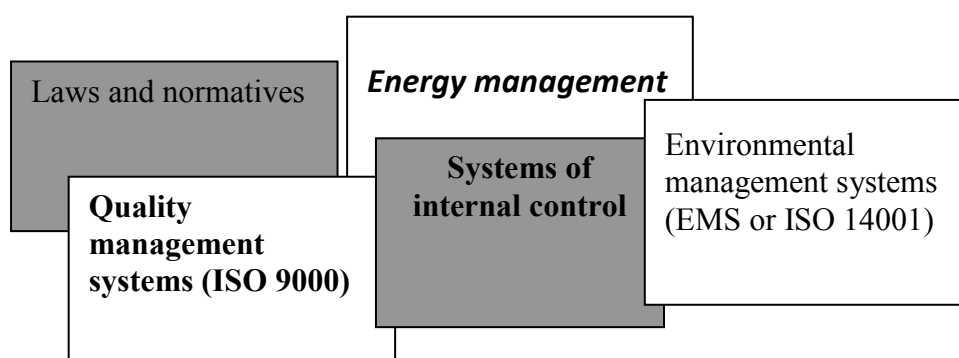 Laws and normatives
Energy management
Quality
management
systems (ISO 9000)
Systems of
internal control
Environmental
management systems
(EMS or ISO 14001)